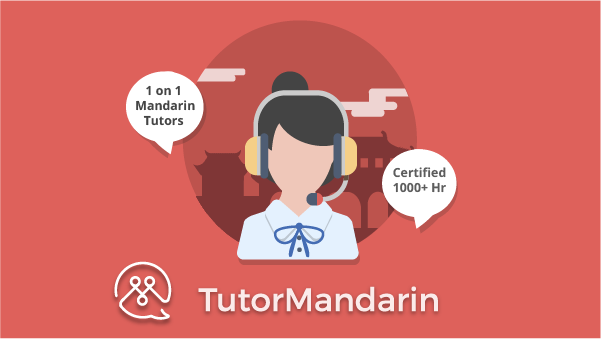 1 on 1
Mandarin
Tutors
Certified
1000+ Hr
TutorMandarin